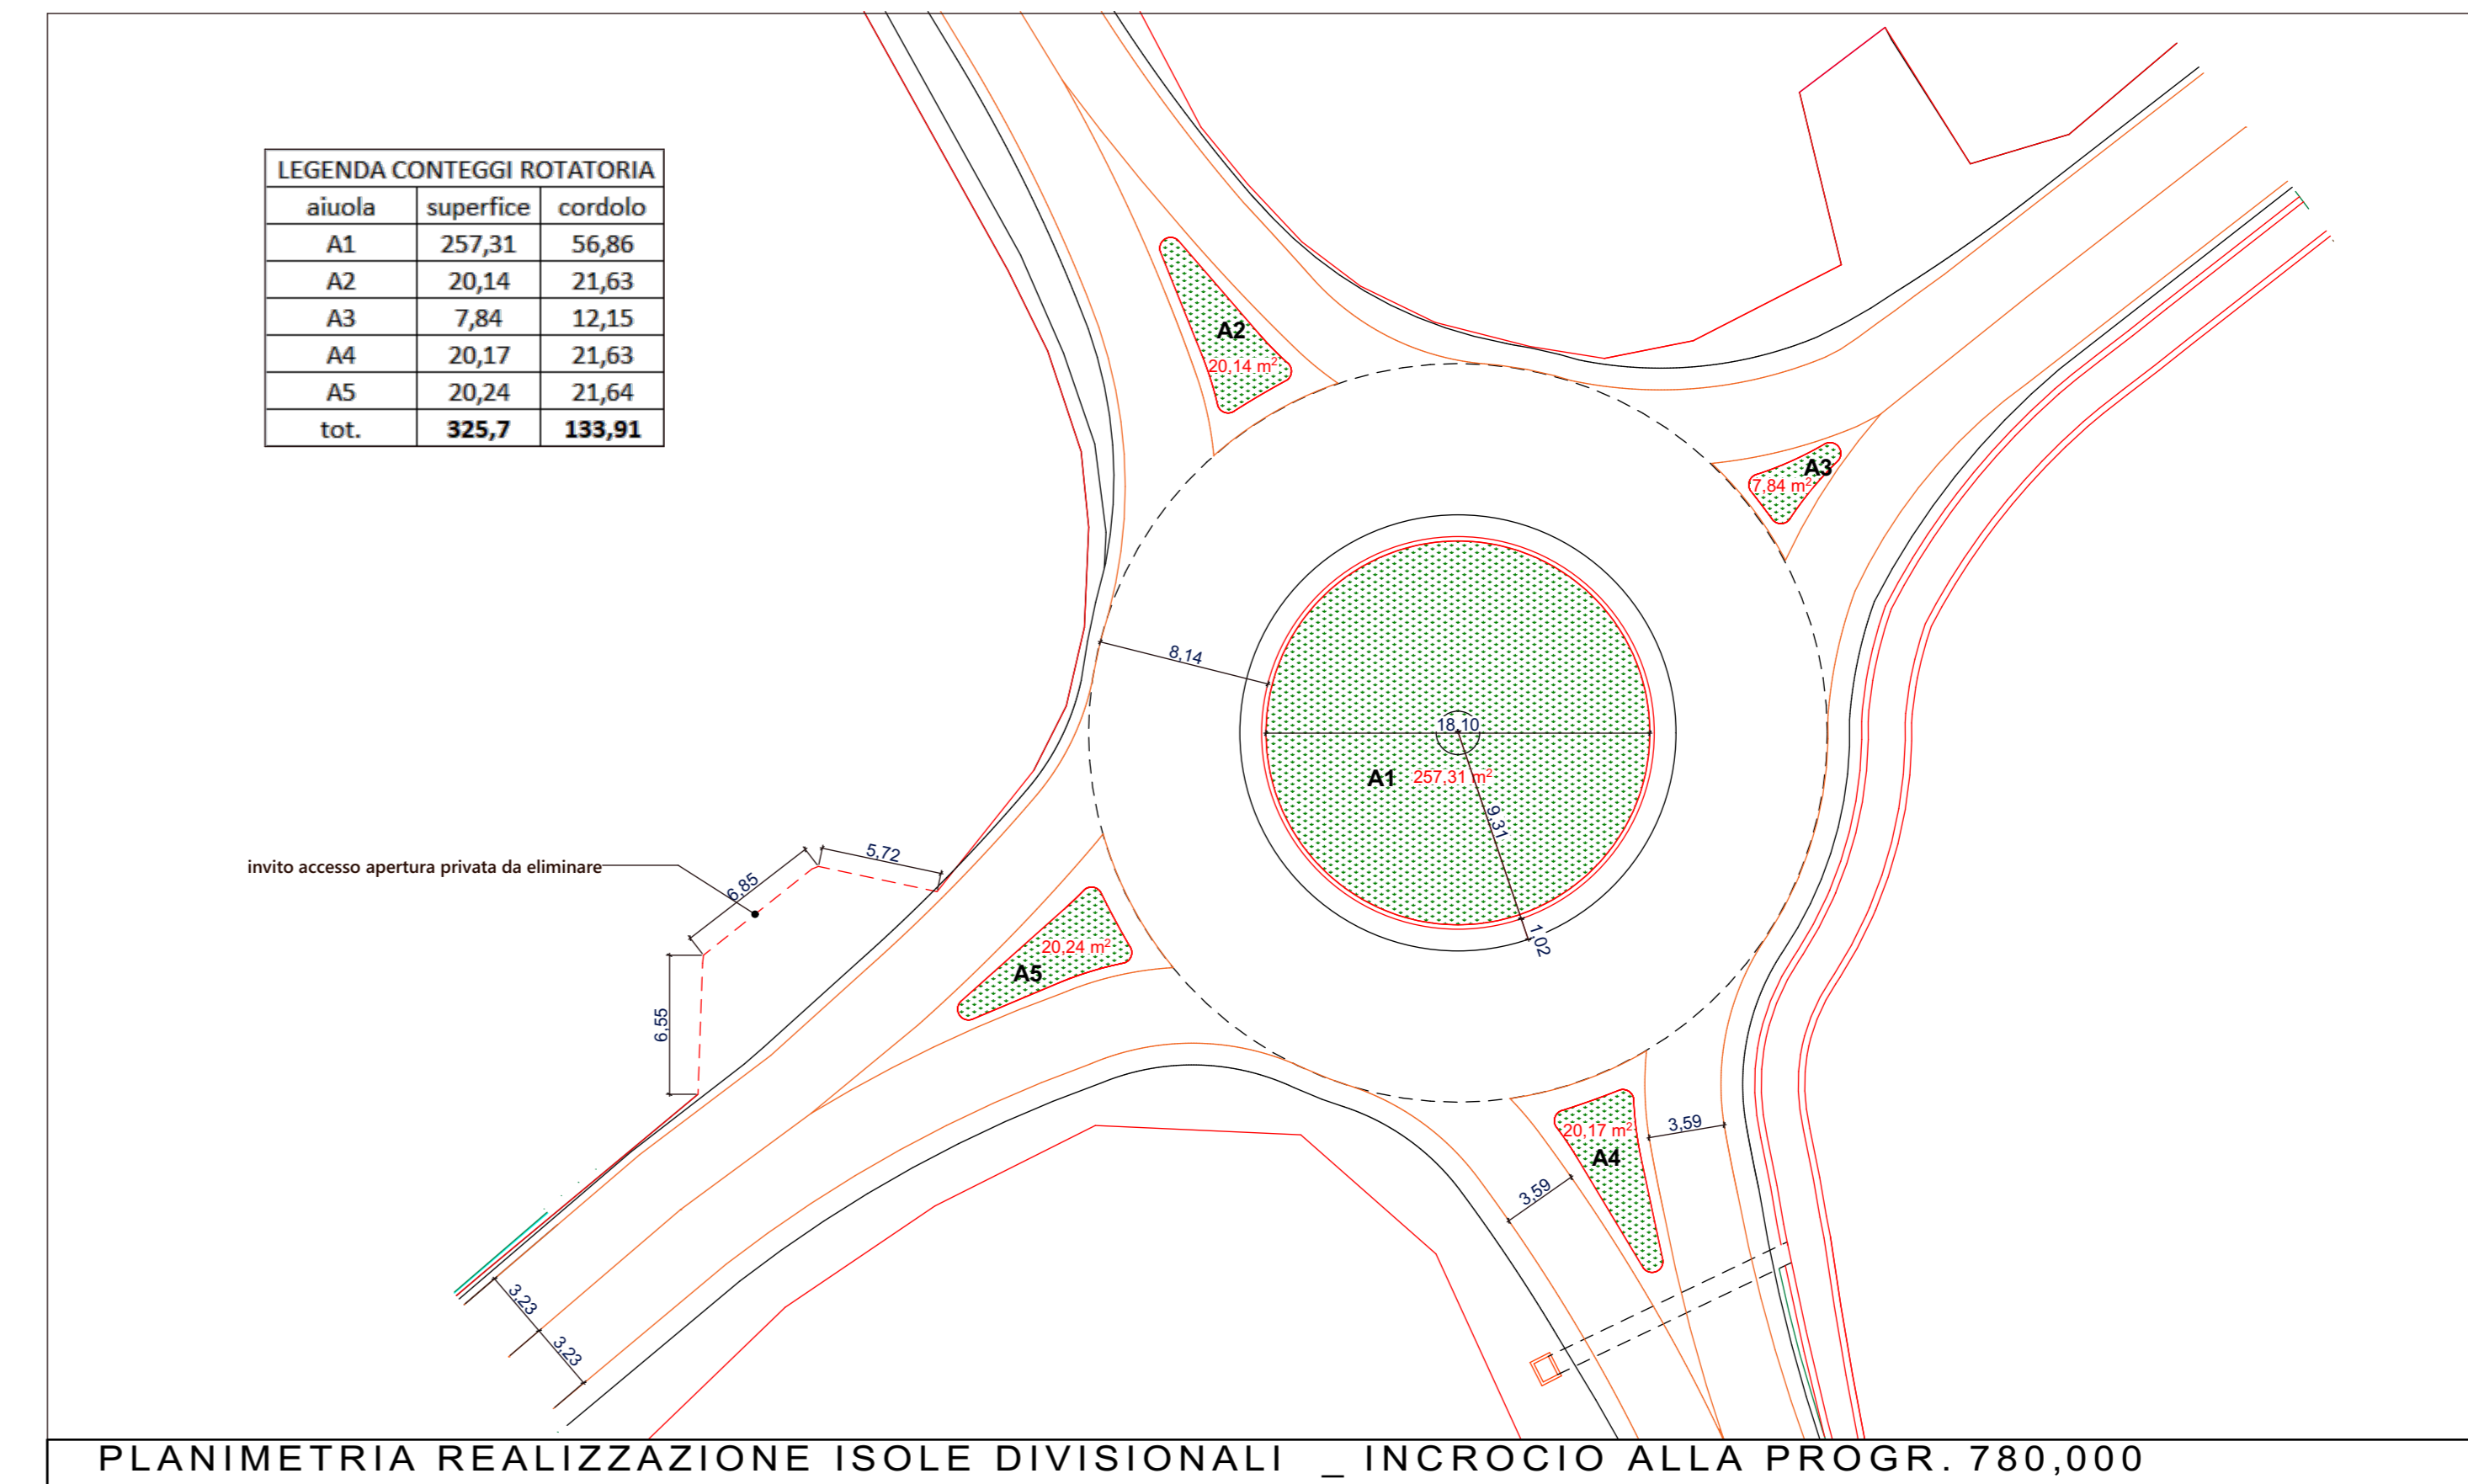 LEGENDA CONTEGGI ROTATORIA
aiuola superfice cordolo
A1 257,31 56,86
A2 20,14 21,63
A3 7,84 12,15
A4 20,17 21,63
A5 20,24 21,64
tot. 325,7 133,91
A2
20,14 m²
A3
7,84 m²
8,14
18,10
A1 257,31 m²
9,31
1,02
invito accesso apertura privata da eliminare
5,72
6,85
6,55
20,24 m²
A5
20,17 m²
A4
3,59
3,59
3,23
3,23
PLANIMETRIA REALIZZAZIONE ISOLE DIVISIONALI _ INCROCIO ALLA PROGR. 780,000